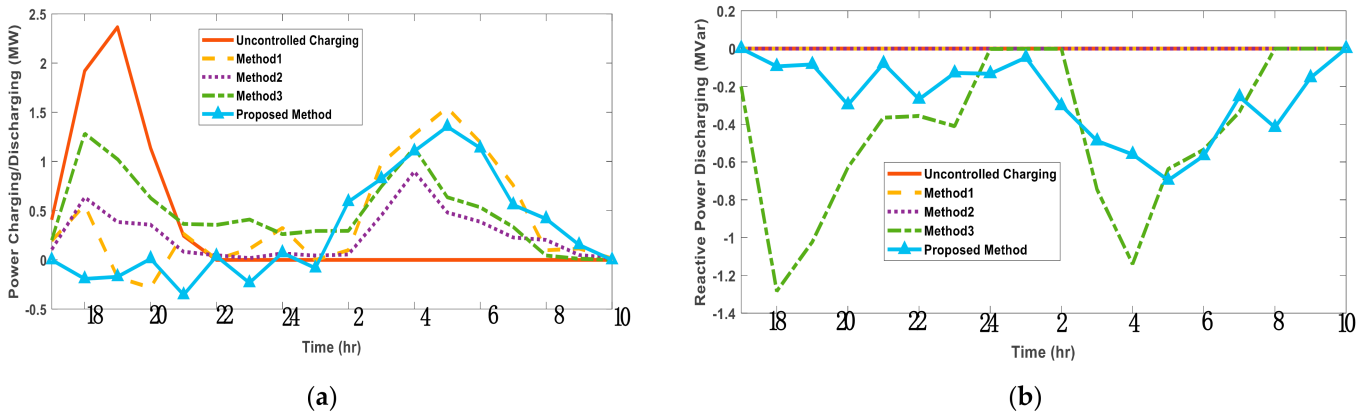 Power Charging/Discharging (MW)
2.5
2
1.5
1
0.5
0
-0.5
Uncontrolled Charging
Method1
Method2
Method3
Proposed Method
18 20 22 24 2 4 6 8 10
Time (hr)
(a)
Reactive Power Discharging (MVar)
0.2
0
-0.2
-0.4
-0.6
-0.8
-1
-1.2
-1.4
Uncontrolled Charging
Method1
Method2
Method3
Proposed Method
18 20 22 24 2 4 6 8 10
Time (hr)
(b)